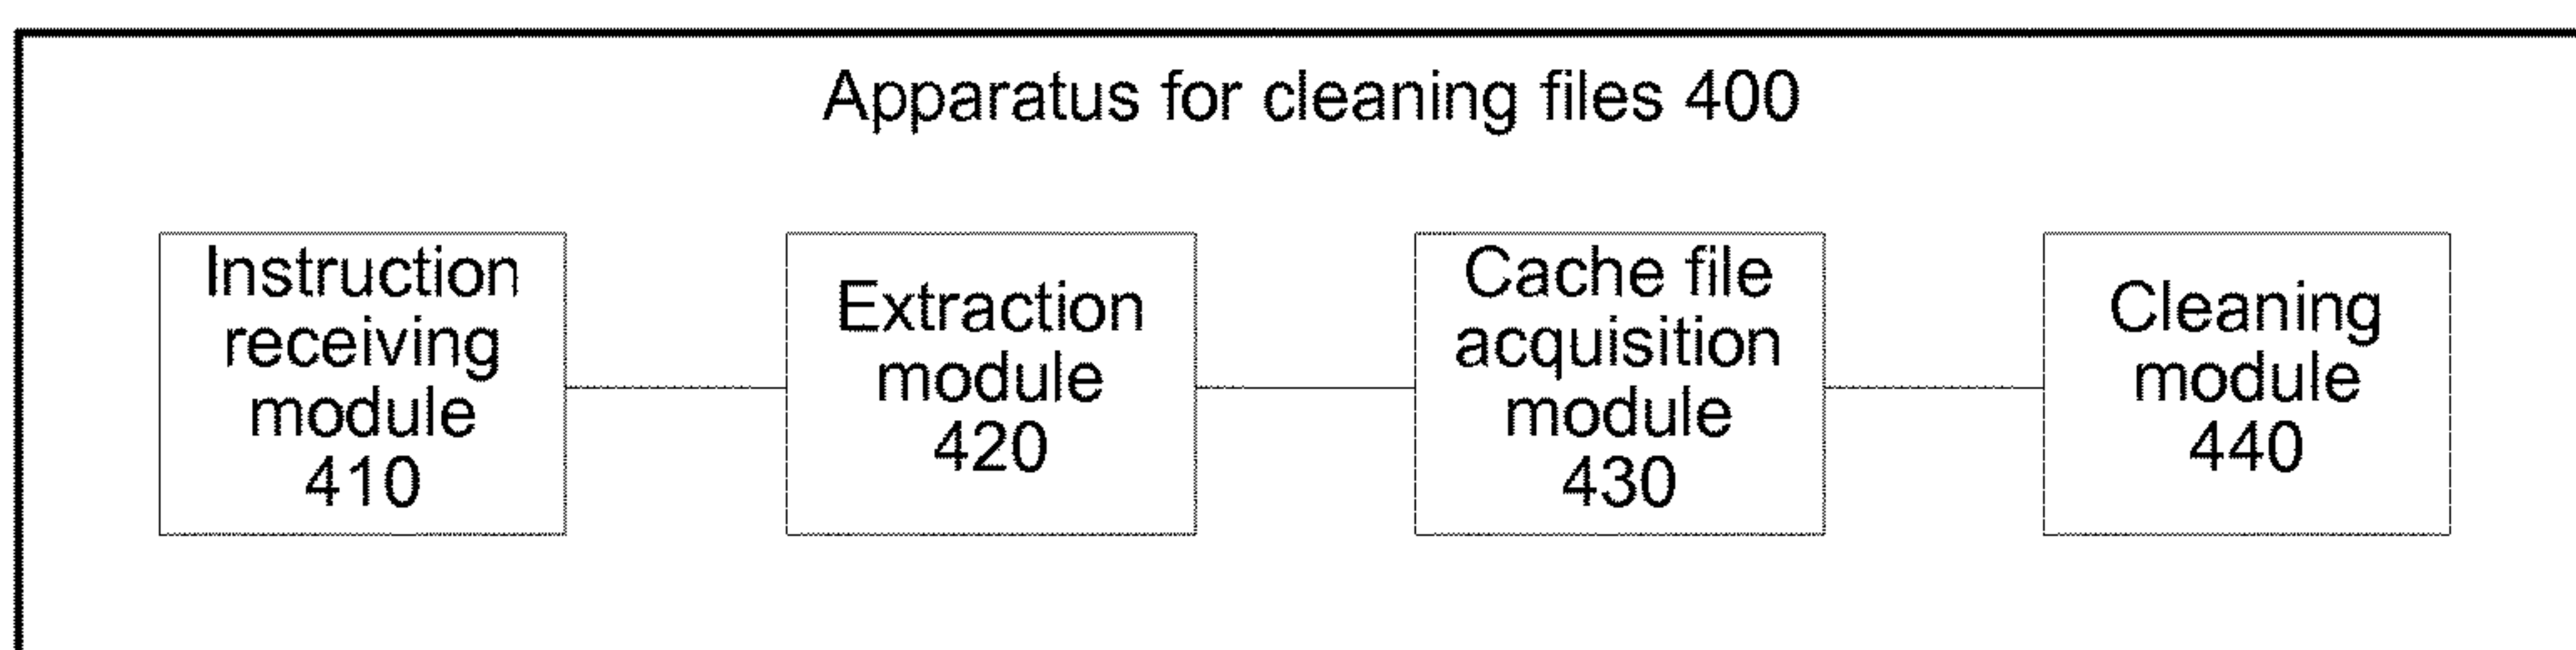 Apparatus for cleaning files 400
Instruction
receiving
module
410
Extraction
module
420
Cache file
acquisition
module
430
Cleaning
module
440